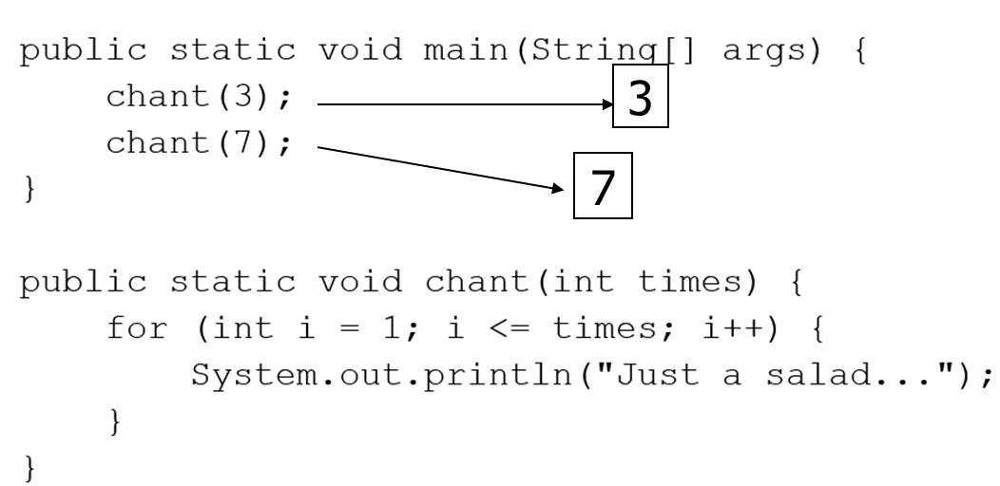 public static void main(String[] args) {
chant(3);
3
chant(7);
7
}
public static void chant(int times) {
for (int i = 1; i <= times; i++) {
System.out.println("Just a salad...");
}
}